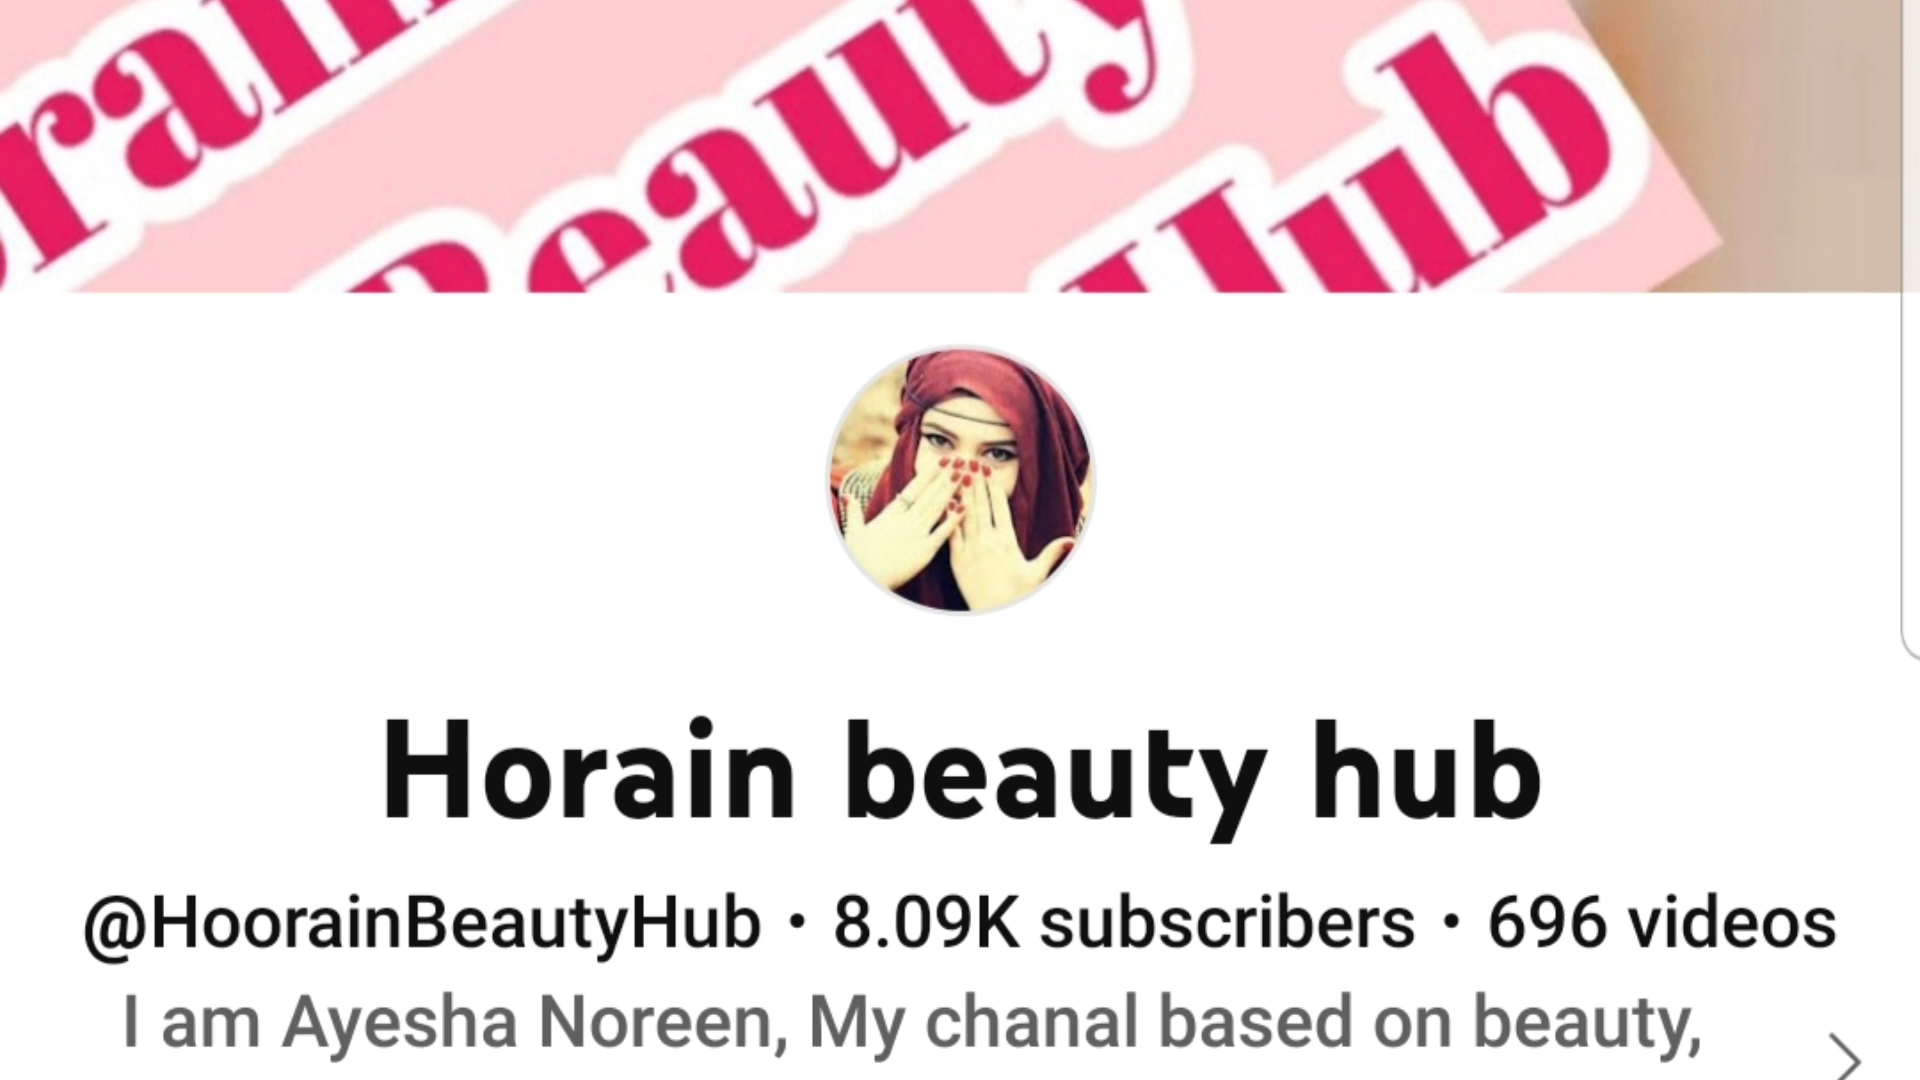 Beauty
Hub
Horain beauty hub
@HoorainBeautyHub • 8.09K subscribers • 696 videos
I am Ayesha Noreen, My chanal based on beauty,